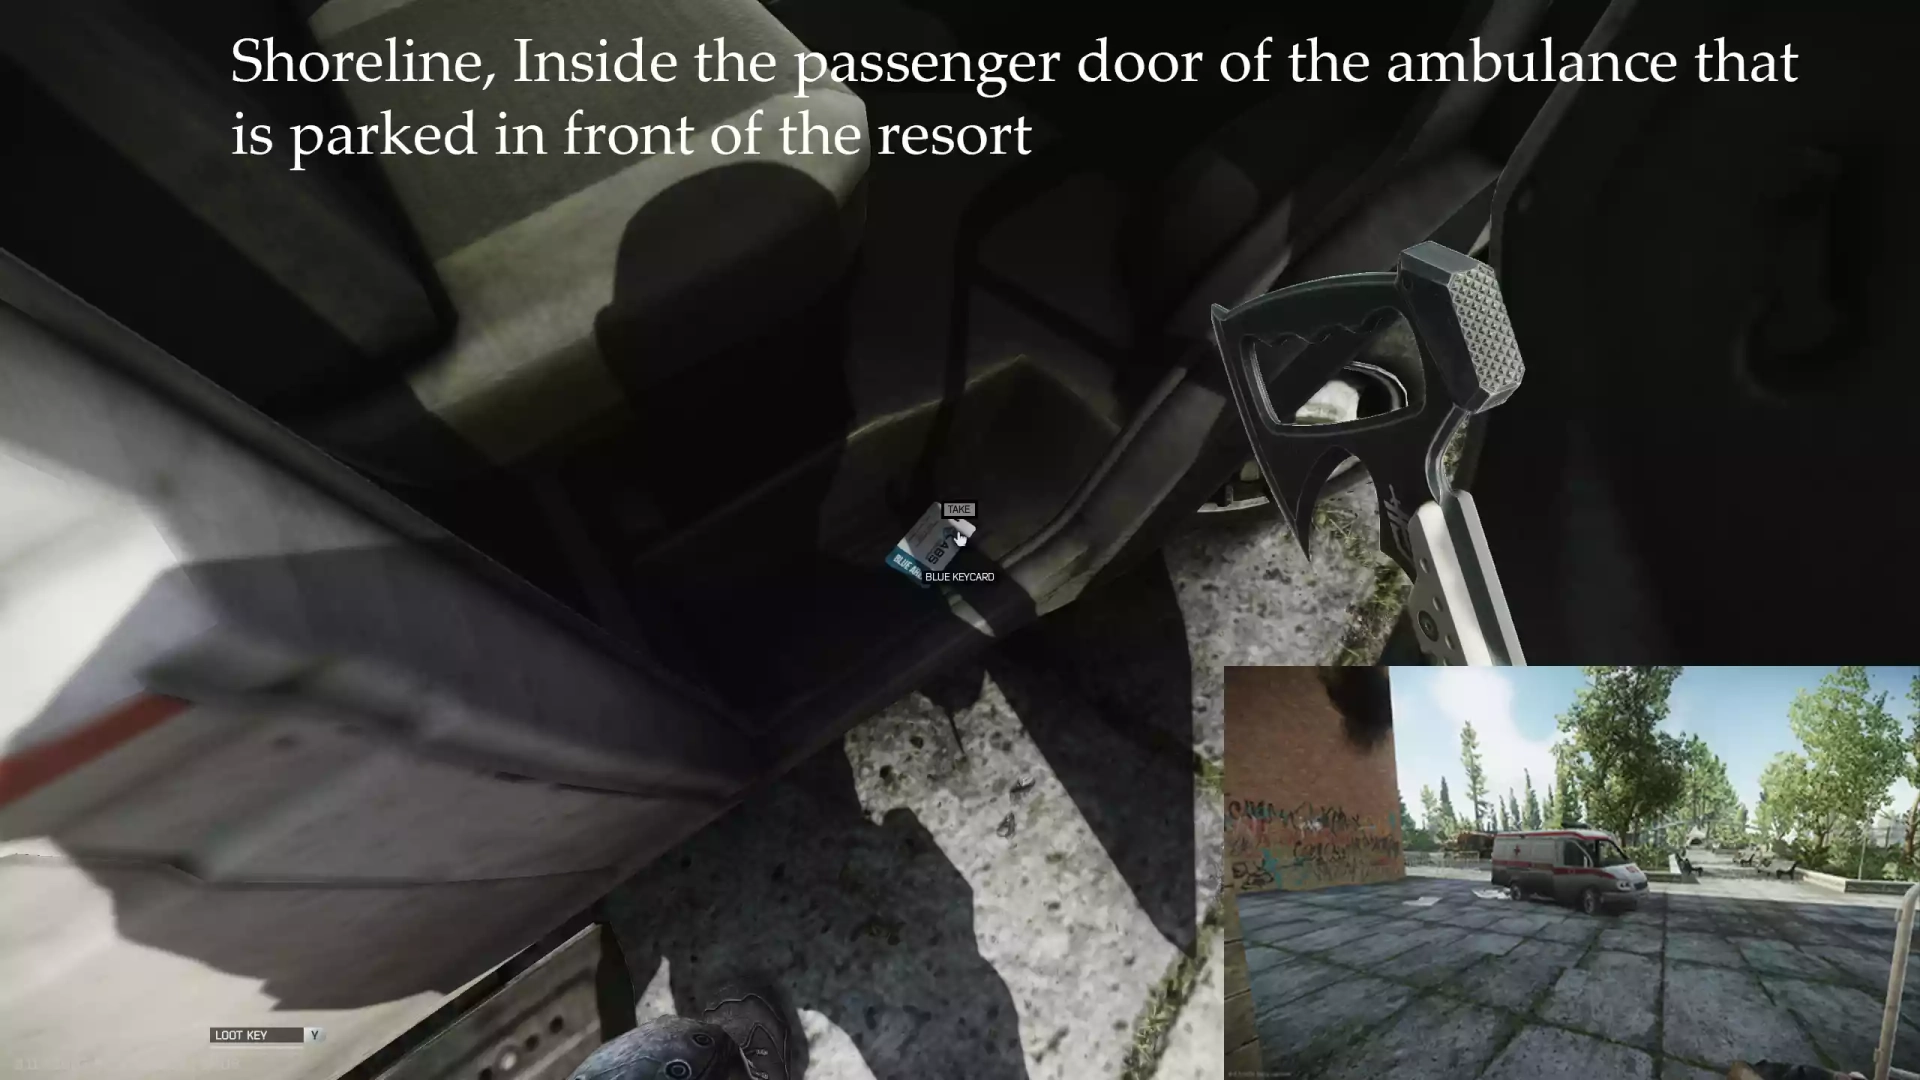 Shoreline, Inside the passenger door of the ambulance that
is parked in front of the resort
TAKE
LABS
BLUE KEYCARD
LOOT KEY Y